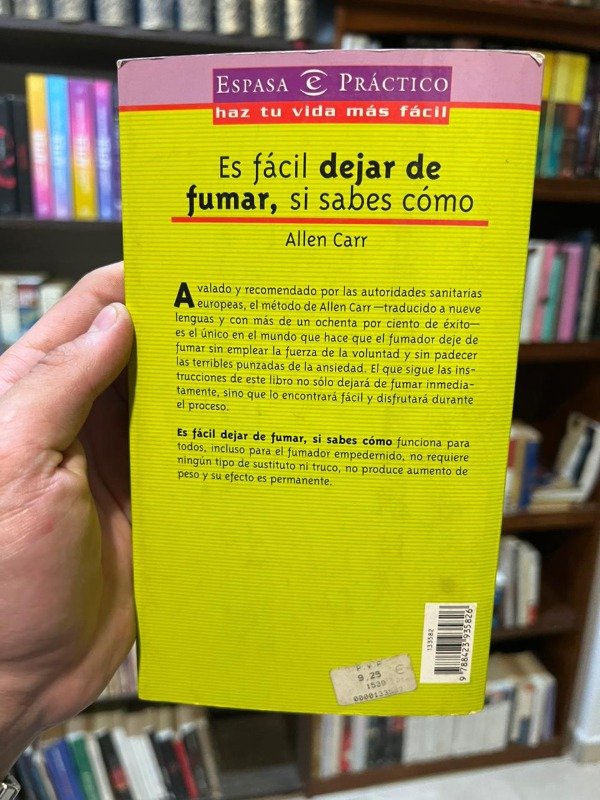 ESPASA e PRÁCTICO
haz tu vida más fácil
Es fácil dejar de
fumar, si sabes cómo
Allen Carr
Avalado y recomendado por las autoridades sanitarias
europeas, el método de Allen Carr —traducido a nueve
lenguas y con más de un ochenta por ciento de éxito—
es el único en el mundo que hace que el fumador deje de
fumar sin emplear la fuerza de la voluntad y sin padecer
las terribles punzadas de la ansiedad. El que sigue las ins-
trucciones de este libro no sólo dejará de fumar inmedia-
tamente, sino que lo encontrará fácil y disfrutará durante
el proceso.
Es fácil dejar de fumar, si sabes cómo funciona para
todos, incluso para el fumador empedernido, no requiere
ningún tipo de sustituto ni truco, no produce aumento de
peso y su efecto es permanente.
133582
9 788423 935826
P.V.P.
9.25 €
1539